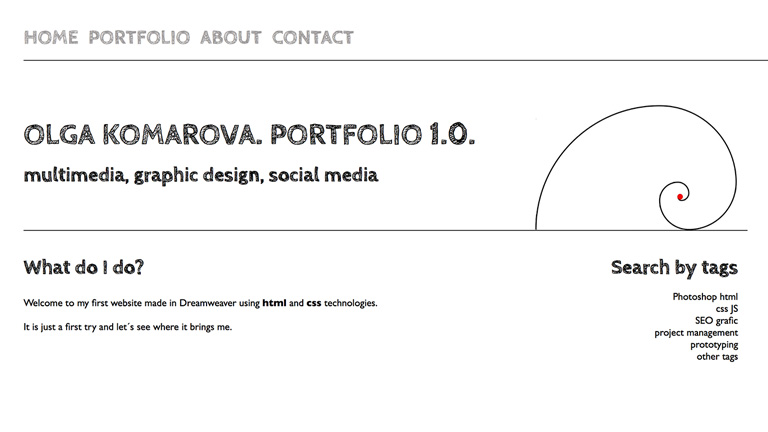 HOME PORTFOLIO ABOUT CONTACT
OLGA KOMAROVA. PORTFOLIO 1.0.
multimedia, graphic design, social media
What do I do?
Welcome to my first website made in Dreamweaver using html and css technologies.
It is just a first try and let´s see where it brings me.
Search by tags
Photoshop html
css JS
SEO grafic
project management
prototyping
other tags